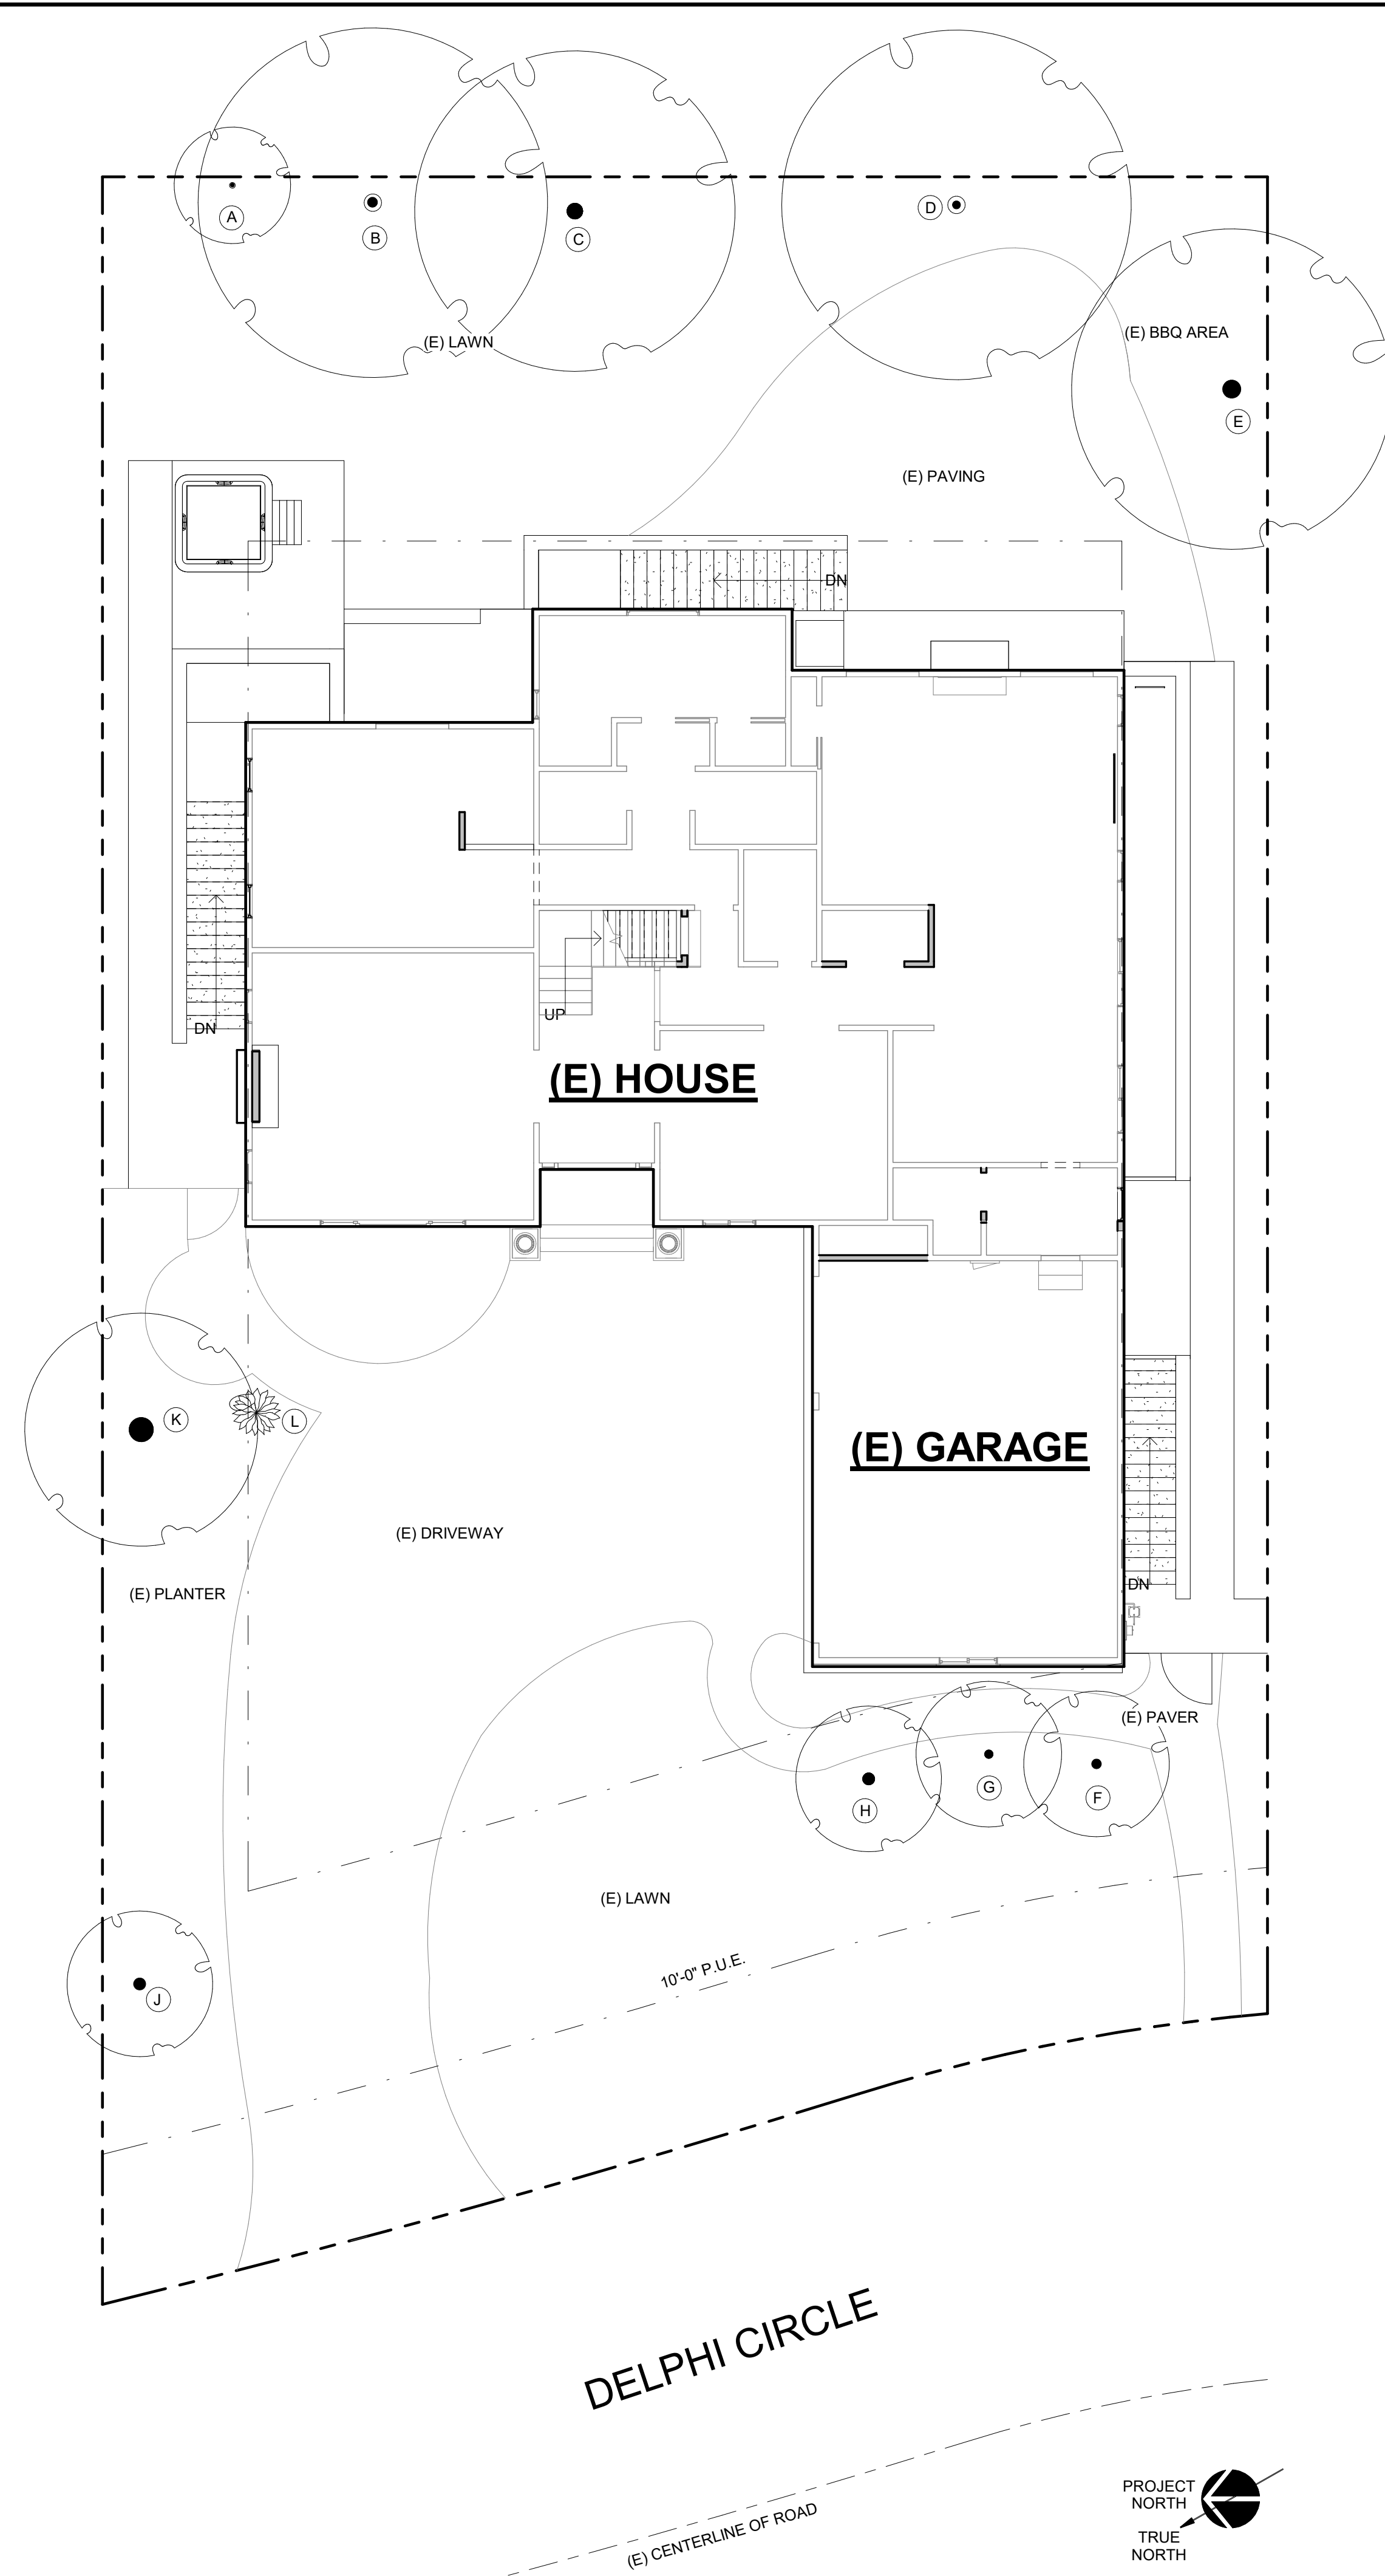 A
B
C
D
(E) LAWN
(E) BBQ AREA
E
(E) PAVING
DN
DN
UP
(E) HOUSE
K
L
(E) GARAGE
(E) DRIVEWAY
DN
(E) PLANTER
(E) PAVER
G
F
H
(E) LAWN
10'-0" P.U.E.
J
DELPHI CIRCLE
PROJECT
NORTH
(E) CENTERLINE OF ROAD
TRUE
NORTH